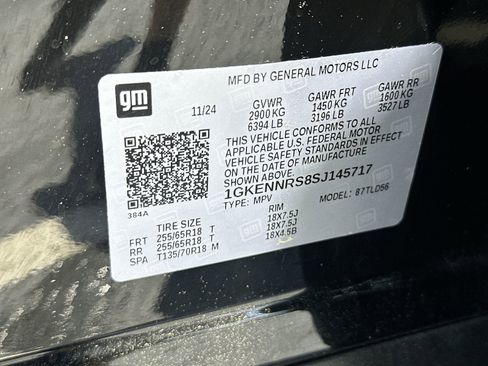 MFD BY GENERAL MOTORS LLC
gm
11/24
GVWR GAWR FRT GAWR RR
2900 KG 1450 KG 1600 KG
6394 LB 3196 LB 3527 LB
THIS VEHICLE CONFORMS TO ALL
APPLICABLE U.S. FEDERAL MOTOR
VEHICLE SAFETY STANDARDS IN EFFECT
ON THE DATE OF MANUFACTURE
SHOWN ABOVE.
1GKENNRS8SJ145717
TYPE: MPV MODEL: B7TLD56
384A
TIRE SIZE RIM
FRT 255/65R18 T 18X7.5J
RR 255/65R18 T 18X7.5J
SPA T135/70R18 M 18X4.5B